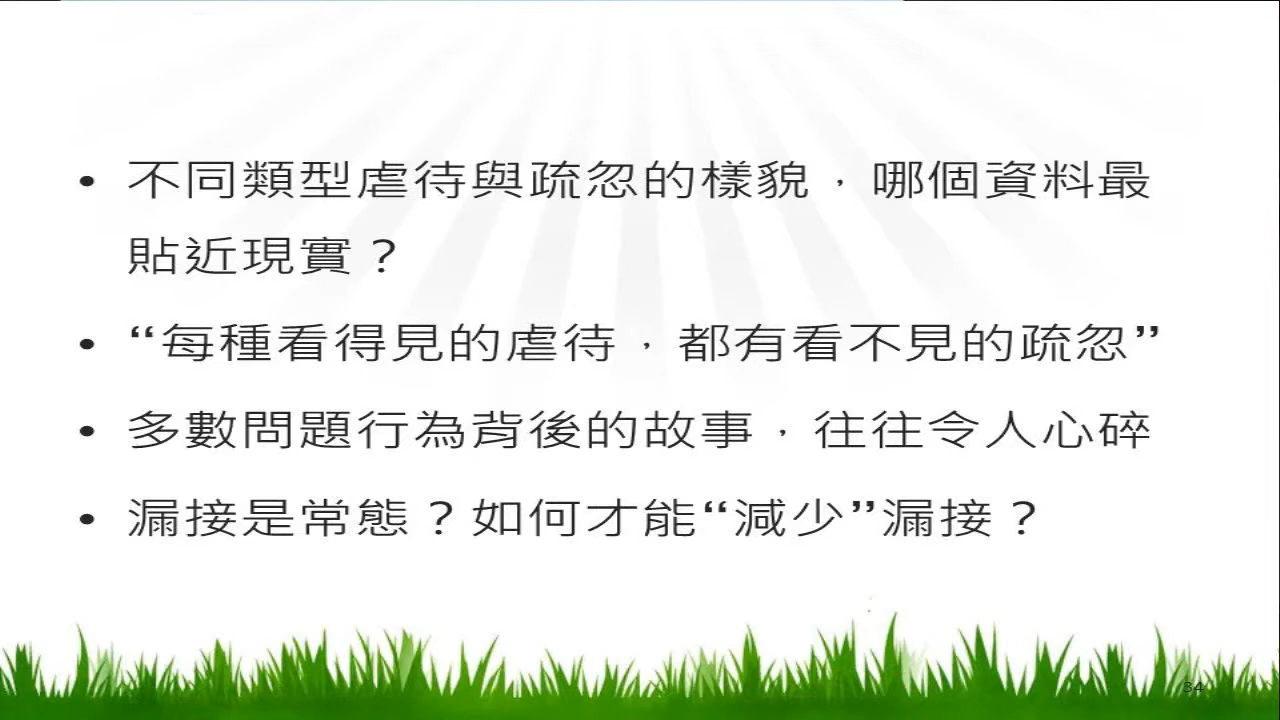 • 不同類型虐待與疏忽的樣貌，哪個資料最
貼近現實？
• “每種看得見的虐待，都有看不見的疏忽”
• 多數問題行為背後的故事，往往令人心碎
• 漏接是常態？如何才能“減少”漏接？
34